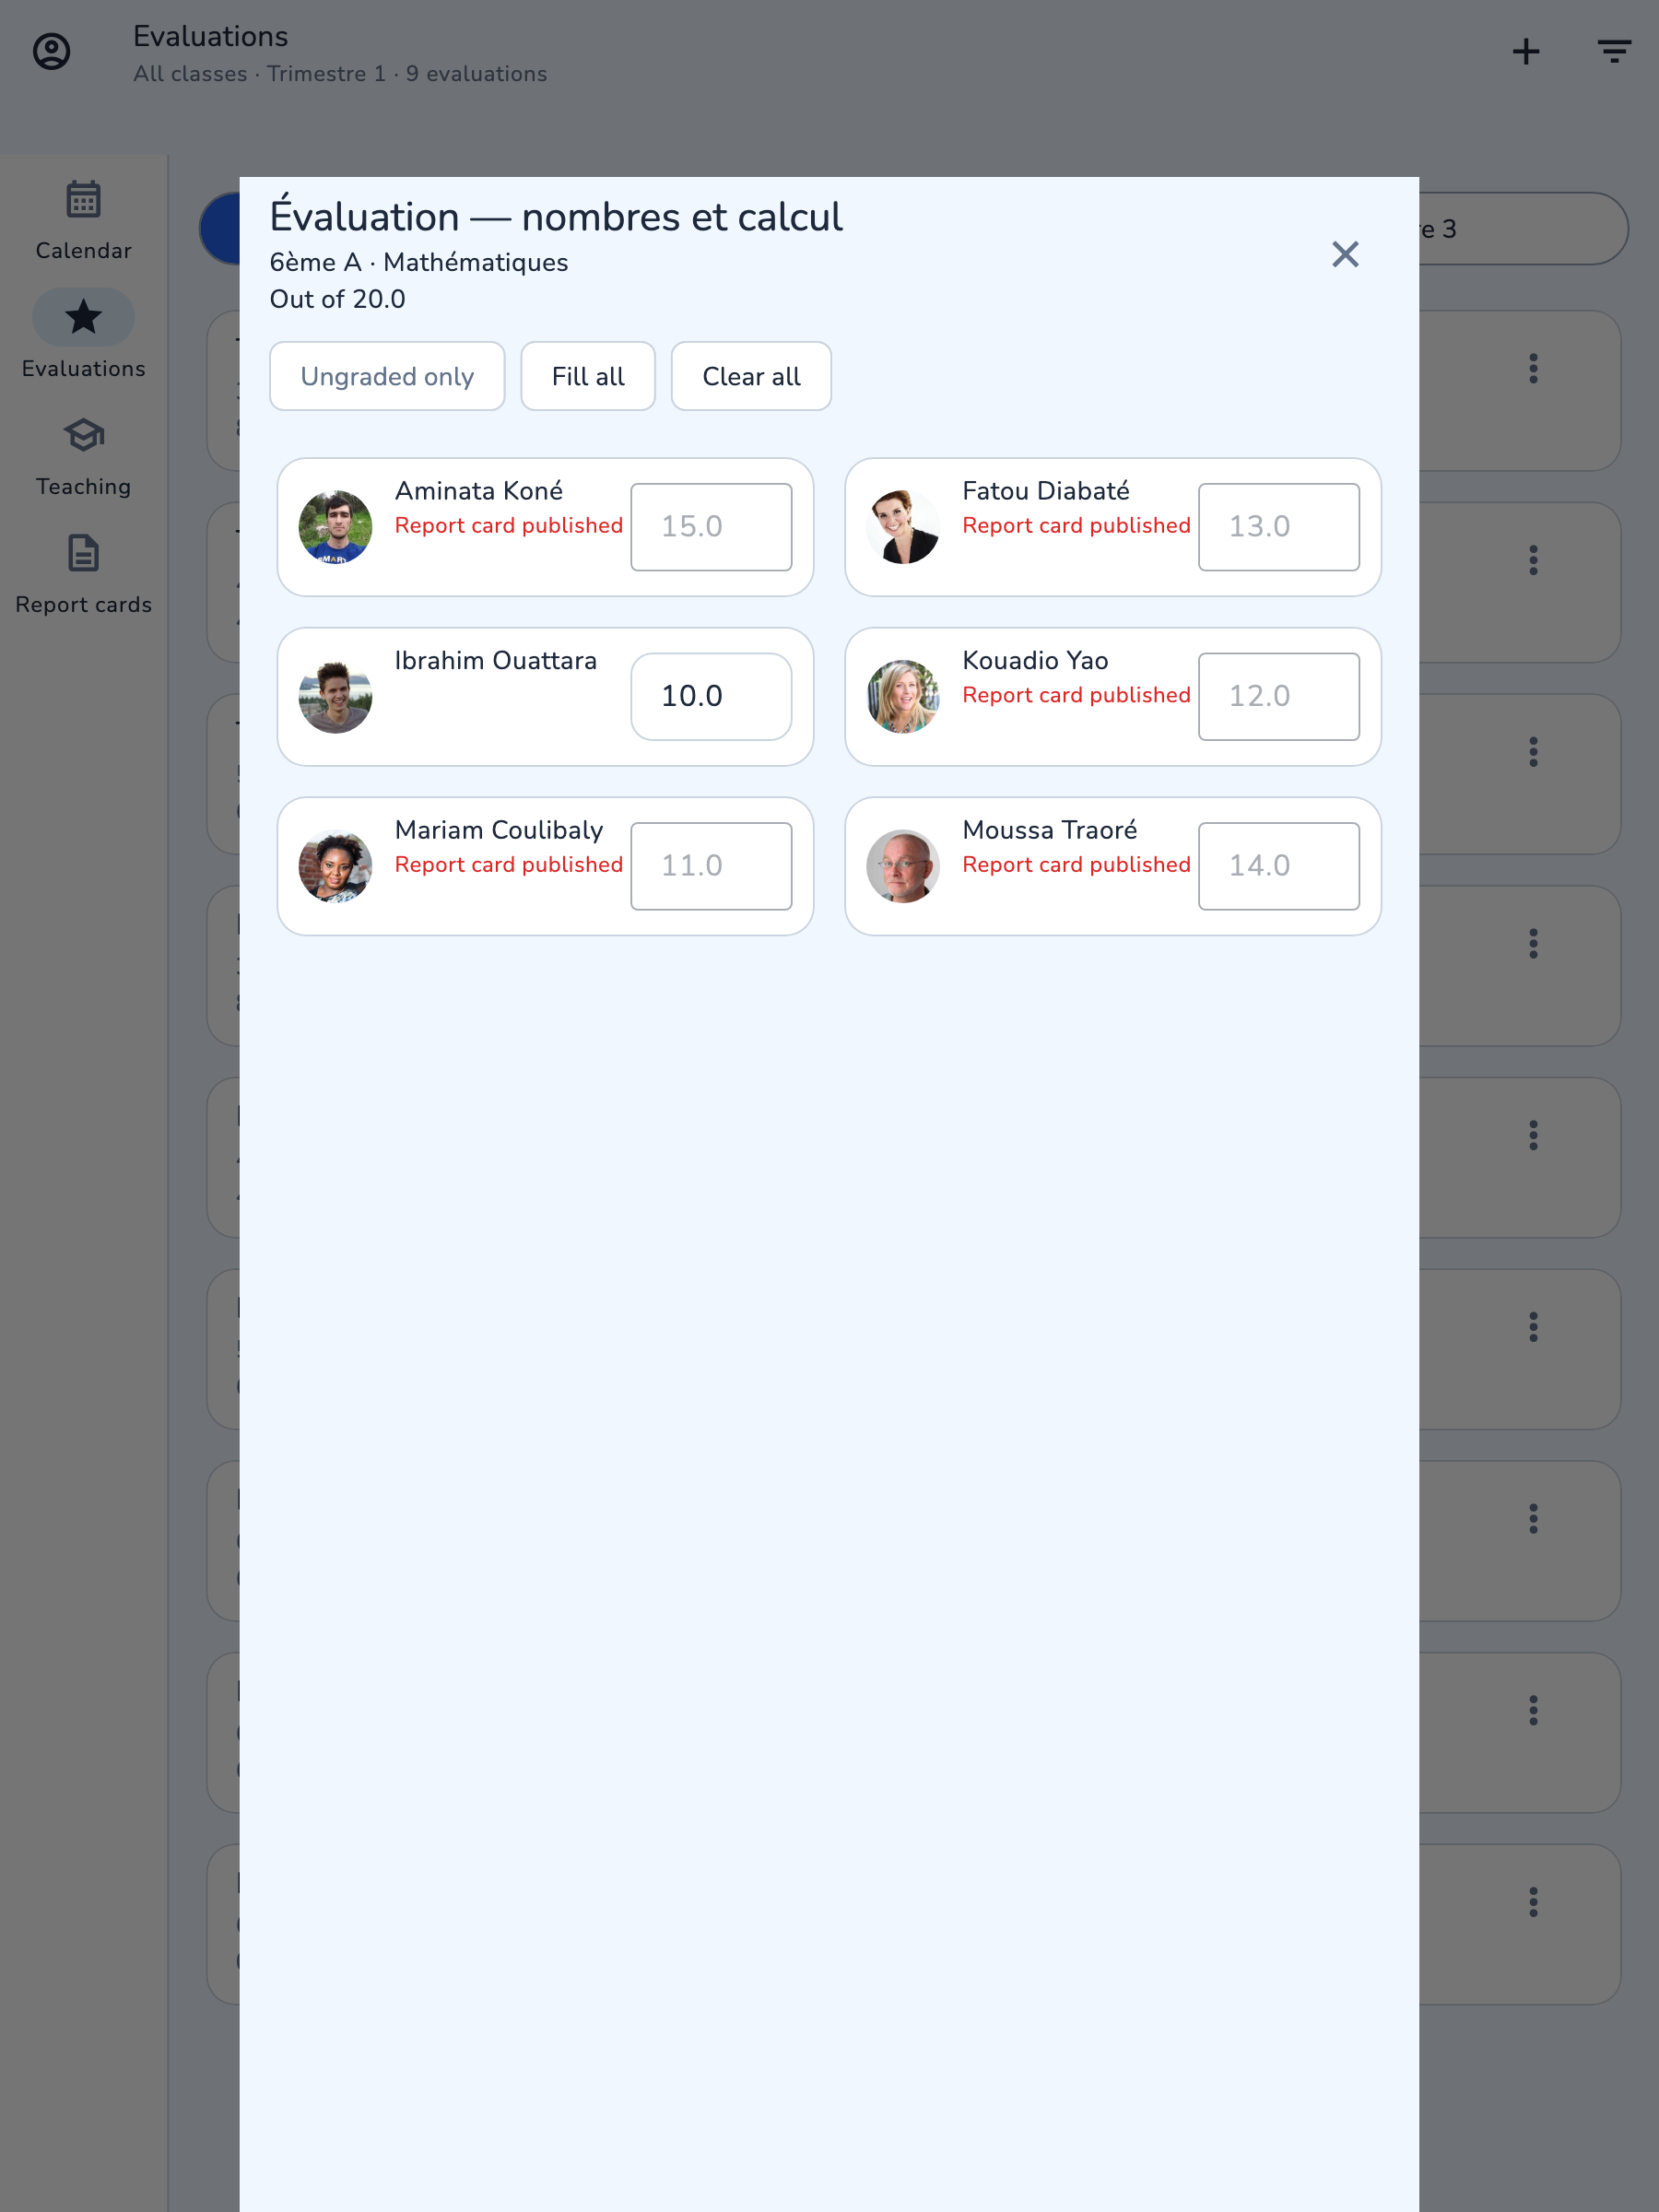 Evaluations
All classes · Trimestre 1 · 9 evaluations
Calendar
Evaluations
Teaching
Report cards
e 3
Évaluation — nombres et calcul
6ème A · Mathématiques
Out of 20.0
Ungraded only
Fill all
Clear all
Aminata Koné
Report card published
15.0
Fatou Diabaté
Report card published
13.0
Ibrahim Ouattara
10.0
Kouadio Yao
Report card published
12.0
Mariam Coulibaly
Report card published
11.0
Moussa Traoré
Report card published
14.0